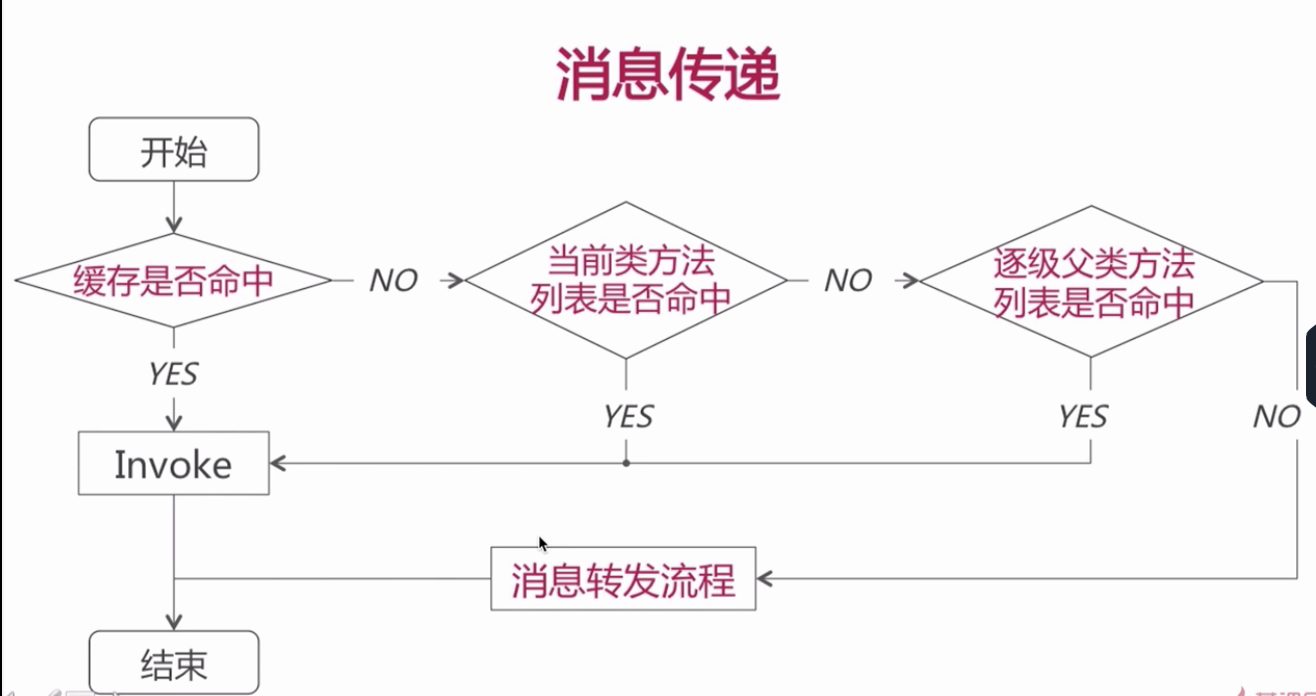 消息传递
开始
缓存是否命中
NO
当前类方法
列表是否命中
NO
逐级父类方法
列表是否命中
YES
YES
YES
NO
Invoke
消息转发流程
结束